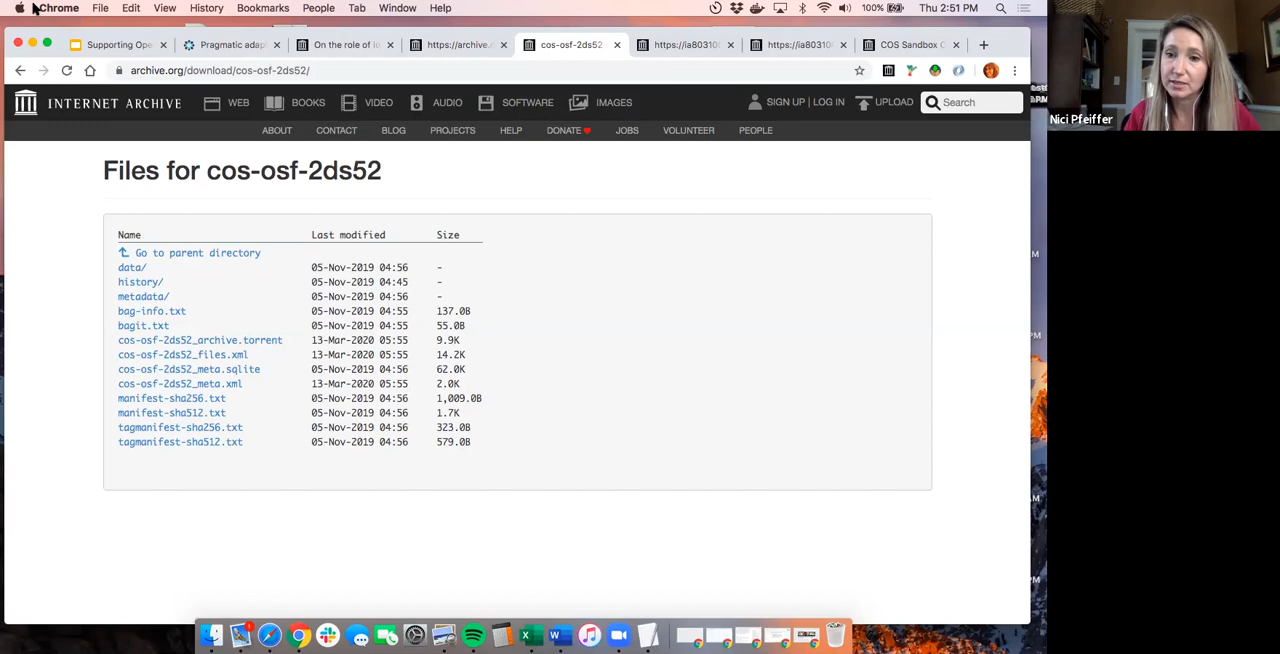 Chrome File Edit View History Bookmarks People Tab Window Help 100% Thu 2:51 PM
Supporting Ope Pragmatic adap On the role of lo https://archive.o cos-osf-2ds52 https://ia80310 https://ia80310 COS Sandbox C
archive.org/download/cos-osf-2ds52/
INTERNET ARCHIVE WEB BOOKS VIDEO AUDIO SOFTWARE IMAGES SIGN UP | LOG IN UPLOAD Search
ABOUT CONTACT BLOG PROJECTS HELP DONATE JOBS VOLUNTEER PEOPLE
Nici Pfeiffer
Files for cos-osf-2ds52
Name Last modified Size
Go to parent directory
data/ 05-Nov-2019 04:56 -
history/ 05-Nov-2019 04:45 -
metadata/ 05-Nov-2019 04:56 -
bag-info.txt 05-Nov-2019 04:55 137.0B
bagit.txt 05-Nov-2019 04:55 55.0B
cos-osf-2ds52_archive.torrent 13-Mar-2020 05:55 9.9K
cos-osf-2ds52_files.xml 13-Mar-2020 05:55 14.2K
cos-osf-2ds52_meta.sqlite 05-Nov-2019 04:56 62.0K
cos-osf-2ds52_meta.xml 13-Mar-2020 05:55 2.0K
manifest-sha256.txt 05-Nov-2019 04:56 1,009.0B
manifest-sha512.txt 05-Nov-2019 04:56 1.7K
tagmanifest-sha256.txt 05-Nov-2019 04:56 323.0B
tagmanifest-sha512.txt 05-Nov-2019 04:56 579.0B